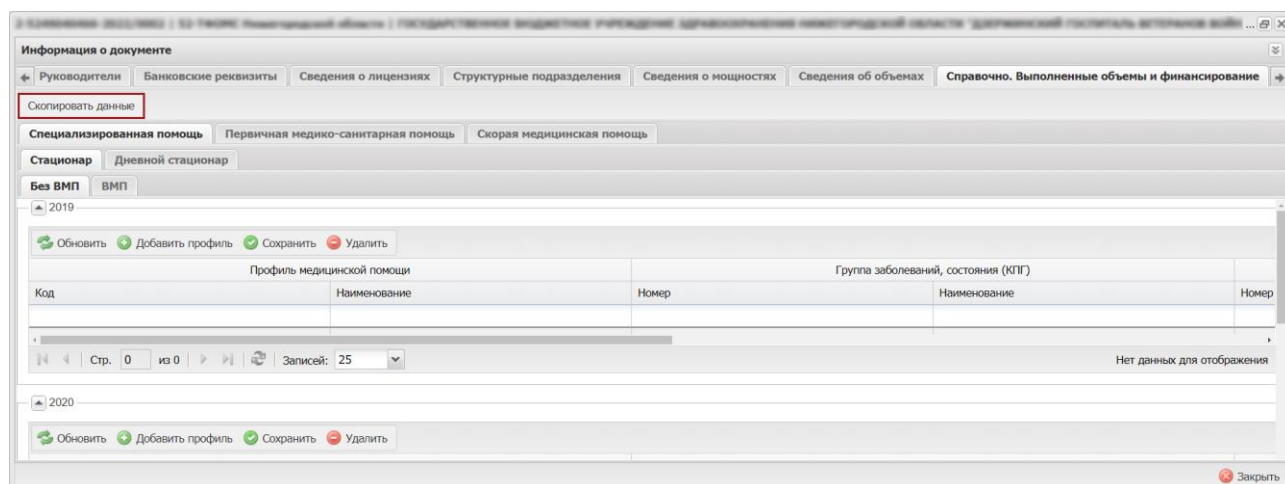 Информация о документе
Руководители Банковские реквизиты Сведения о лицензиях Структурные подразделения Сведения о мощностях Сведения об объемах Справочно. Выполненные объемы и финансирование
Скопировать данные
Специализированная помощь Первичная медико-санитарная помощь Скорая медицинская помощь
Стационар Дневной стационар
Без ВМП ВМП
2019
Обновить Добавить профиль Сохранить Удалить
Профиль медицинской помощи Группа заболеваний, состояния (КПГ)
Код Наименование Номер Наименование Номер
Стр. 0 из 0 Записей: 25 Нет данных для отображения
2020
Обновить Добавить профиль Сохранить Удалить
Закрыть